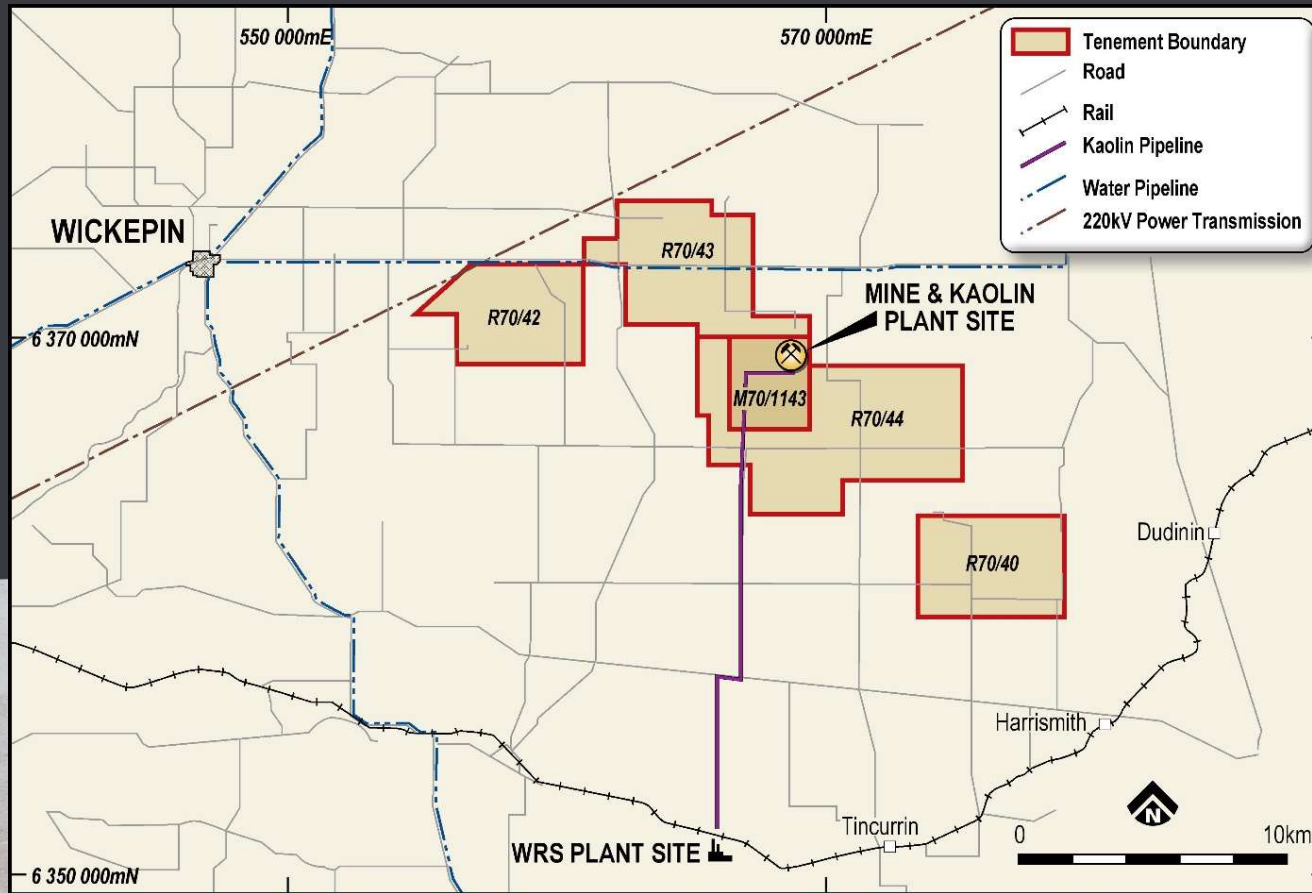 550 000mE
570 000mE
Tenement Boundary
Road
Rail
Kaolin Pipeline
Water Pipeline
220kV Power Transmission
WICKEPIN
R70/43
MINE & KAOLIN
PLANT SITE
R70/42
6 370 000mN
M70/1143
R70/44
Dudinin
R70/40
Harrismith
N
Tincurrin
0
10km
WRS PLANT SITE
6 350 000mN